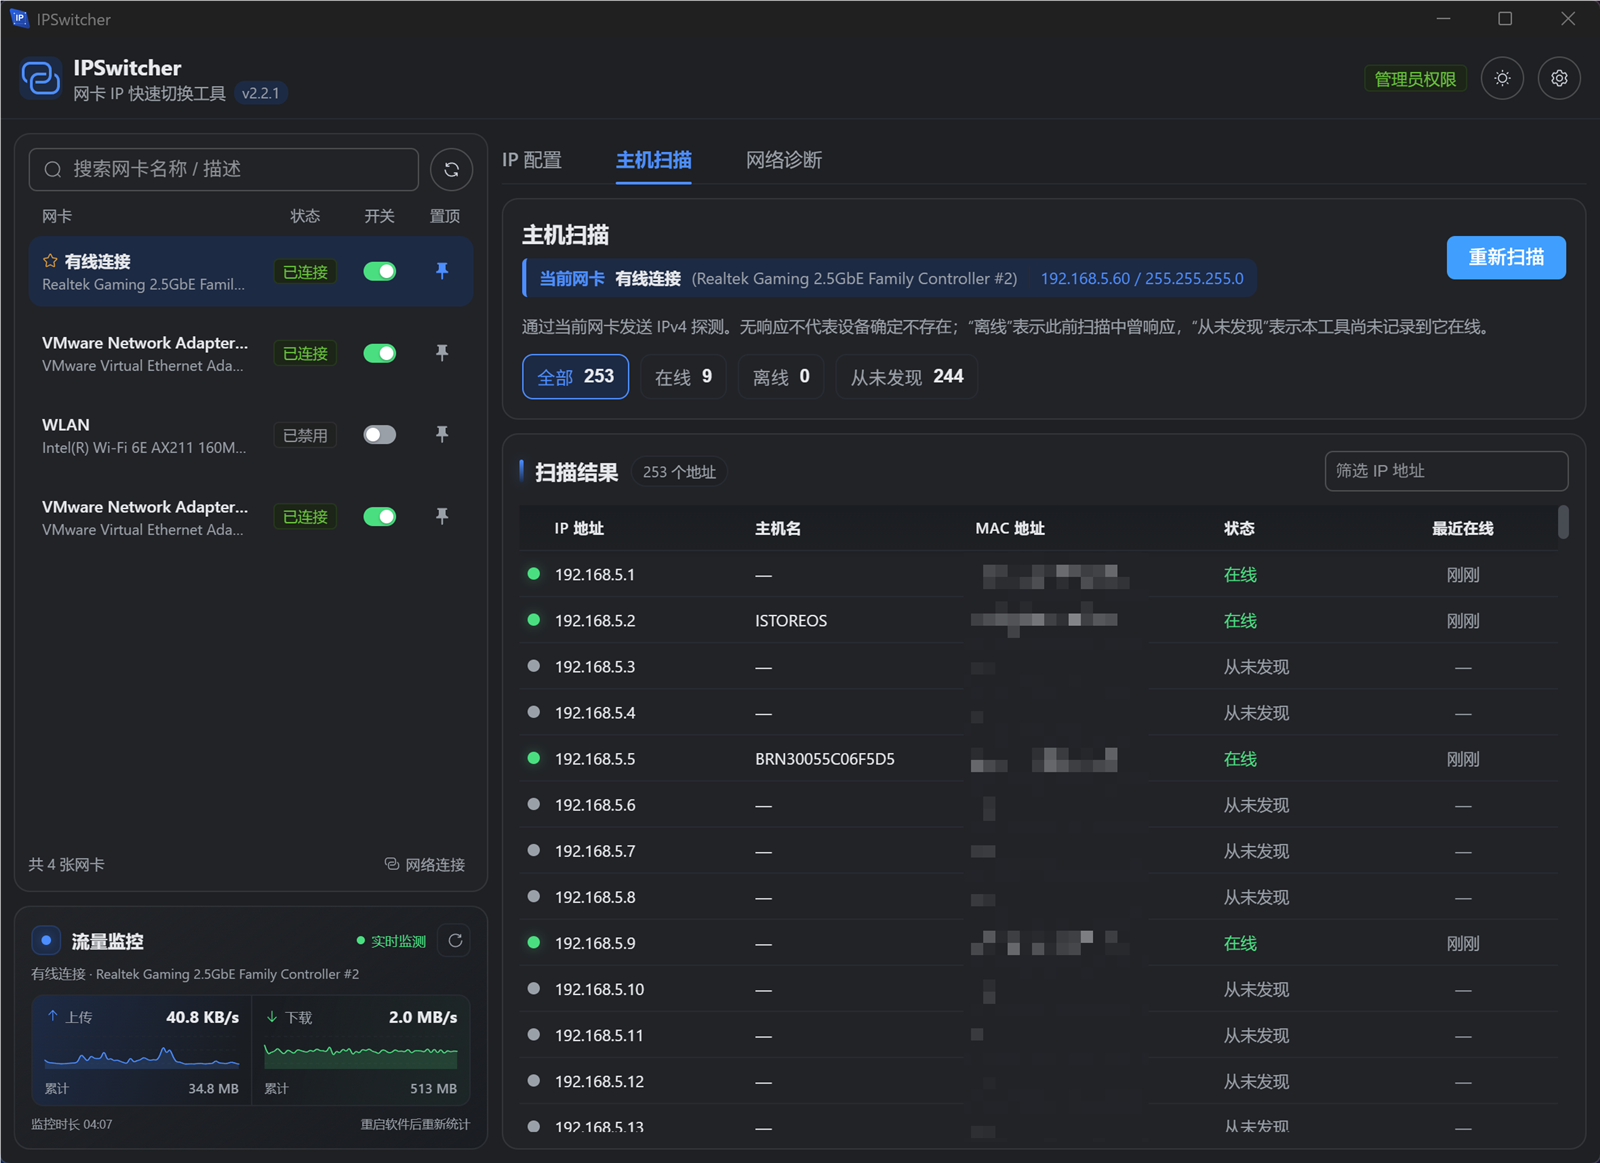 IPSwitcher
IPSwitcher
网卡 IP 快速切换工具 v2.2.1
管理员权限
搜索网卡名称 / 描述
网卡 状态 开关 置顶
有线连接
Realtek Gaming 2.5GbE Famil...
已连接
VMware Network Adapter...
VMware Virtual Ethernet Ada...
已连接
WLAN
Intel(R) Wi-Fi 6E AX211 160M...
已禁用
VMware Network Adapter...
VMware Virtual Ethernet Ada...
已连接
共 4 张网卡 网络连接
流量监控 实时监测
有线连接 · Realtek Gaming 2.5GbE Family Controller #2
上传 40.8 KB/s
累计 34.8 MB
下载 2.0 MB/s
累计 513 MB
监控时长 04:07 重启软件后重新统计
IP 配置 主机扫描 网络诊断
主机扫描
当前网卡 有线连接 (Realtek Gaming 2.5GbE Family Controller #2) 192.168.5.60 / 255.255.255.0
重新扫描
通过当前网卡发送 IPv4 探测。无响应不代表设备确定不存在；“离线”表示此前扫描中曾响应，“从未发现”表示本工具尚未记录到它在线。
全部 253 在线 9 离线 0 从未发现 244
扫描结果 253 个地址
筛选 IP 地址
IP 地址 主机名 MAC 地址 状态 最近在线
192.168.5.1 — 在线 刚刚
192.168.5.2 ISTOREOS 在线 刚刚
192.168.5.3 — 从未发现 —
192.168.5.4 — 从未发现 —
192.168.5.5 BRN30055C06F5D5 在线 刚刚
192.168.5.6 — 从未发现 —
192.168.5.7 — 从未发现 —
192.168.5.8 — 从未发现 —
192.168.5.9 — 在线 刚刚
192.168.5.10 — 从未发现 —
192.168.5.11 — 从未发现 —
192.168.5.12 — 从未发现 —
192.168.5.13 — 从未发现 —